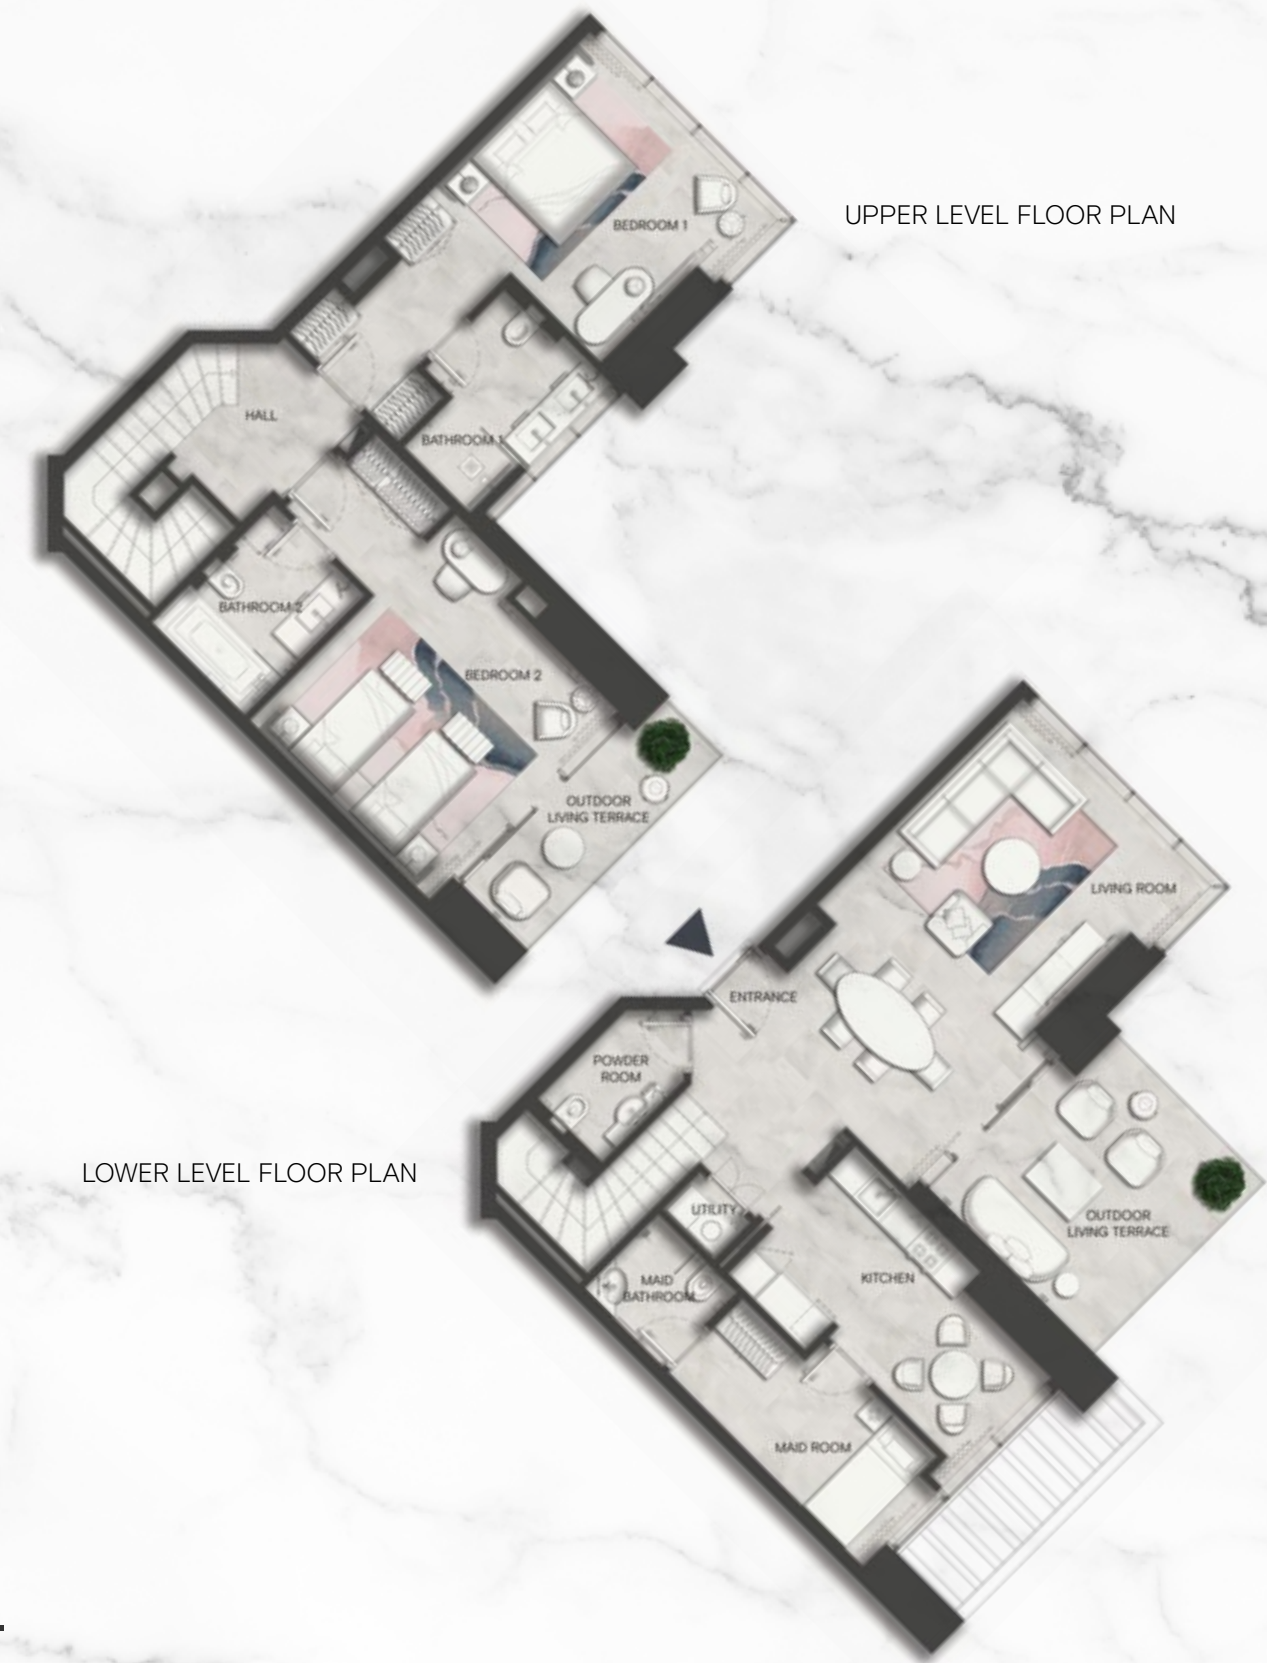 UPPER LEVEL FLOOR PLAN
BEDROOM 1
HALL
BATHROOM 1
BATHROOM 2
BEDROOM 2
OUTDOOR
LIVING TERRACE
LIVING ROOM
ENTRANCE
POWDER
ROOM
LOWER LEVEL FLOOR PLAN
UTILITY
OUTDOOR
LIVING TERRACE
KITCHEN
MAID
BATHROOM
MAID ROOM